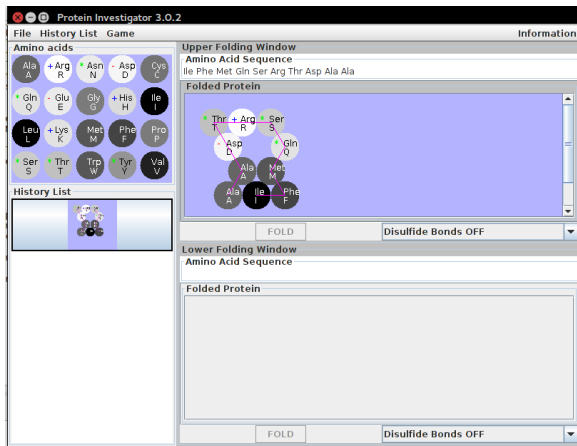 Protein Investigator 3.0.2
File History List Game Information
Amino acids
Ala A + Arg R * Asn N - Asp D Cys C
* Gln Q - Glu E Gly G + His H Ile I
Leu L + Lys K Met M Phe F Pro P
* Ser S * Thr T Trp W * Tyr Y Val V
History List
Upper Folding Window
Amino Acid Sequence
Ile Phe Met Gln Ser Arg Thr Asp Ala Ala
Folded Protein
* Thr T + Arg R * Ser S
- Asp D * Gln Q
Ala A Met M
Ala A Ile I Phe F
FOLD Disulfide Bonds OFF
Lower Folding Window
Amino Acid Sequence
Folded Protein
FOLD Disulfide Bonds OFF